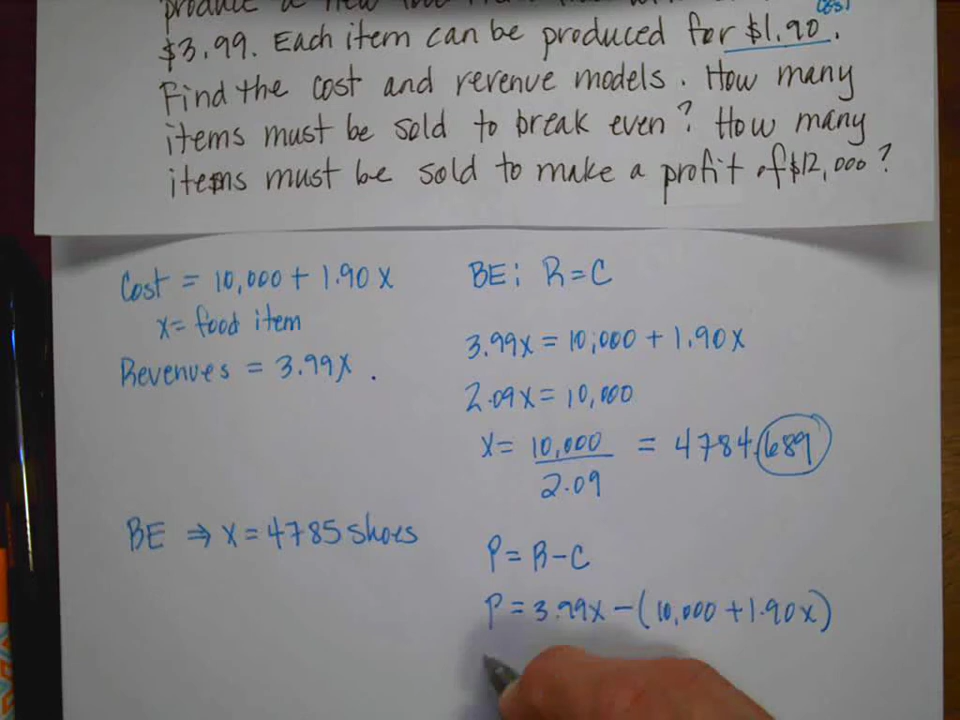 produce a new
$3.99. Each item can be produced for $1.90.
Find the cost and revenue models. How many
items must be sold to break even? How many
items must be sold to make a profit of $12,000?
Cost = 10,000 + 1.90x
x = food item
Revenues = 3.99x.
BE: R=C
3.99x = 10,000 + 1.90x
2.09x = 10,000
x = 10,000 / 2.09 = 4784.689
BE ⇒ x = 4785 shoes
P = R-C
P = 3.99x - (10,000 + 1.90x)